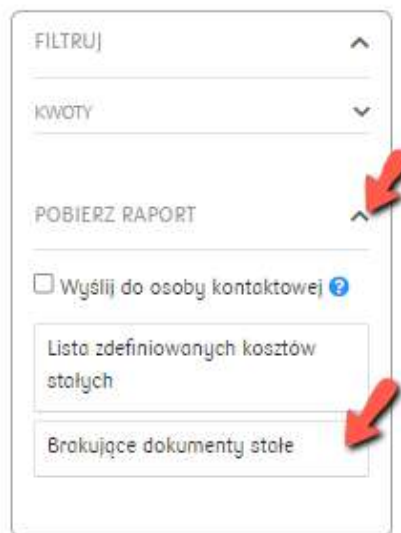 FILTRUJ
KWOTY
POBIERZ RAPORT
Wyślij do osoby kontaktowej ?
Lista zdefiniowanych kosztów
stałych
Brakujące dokumenty stałe